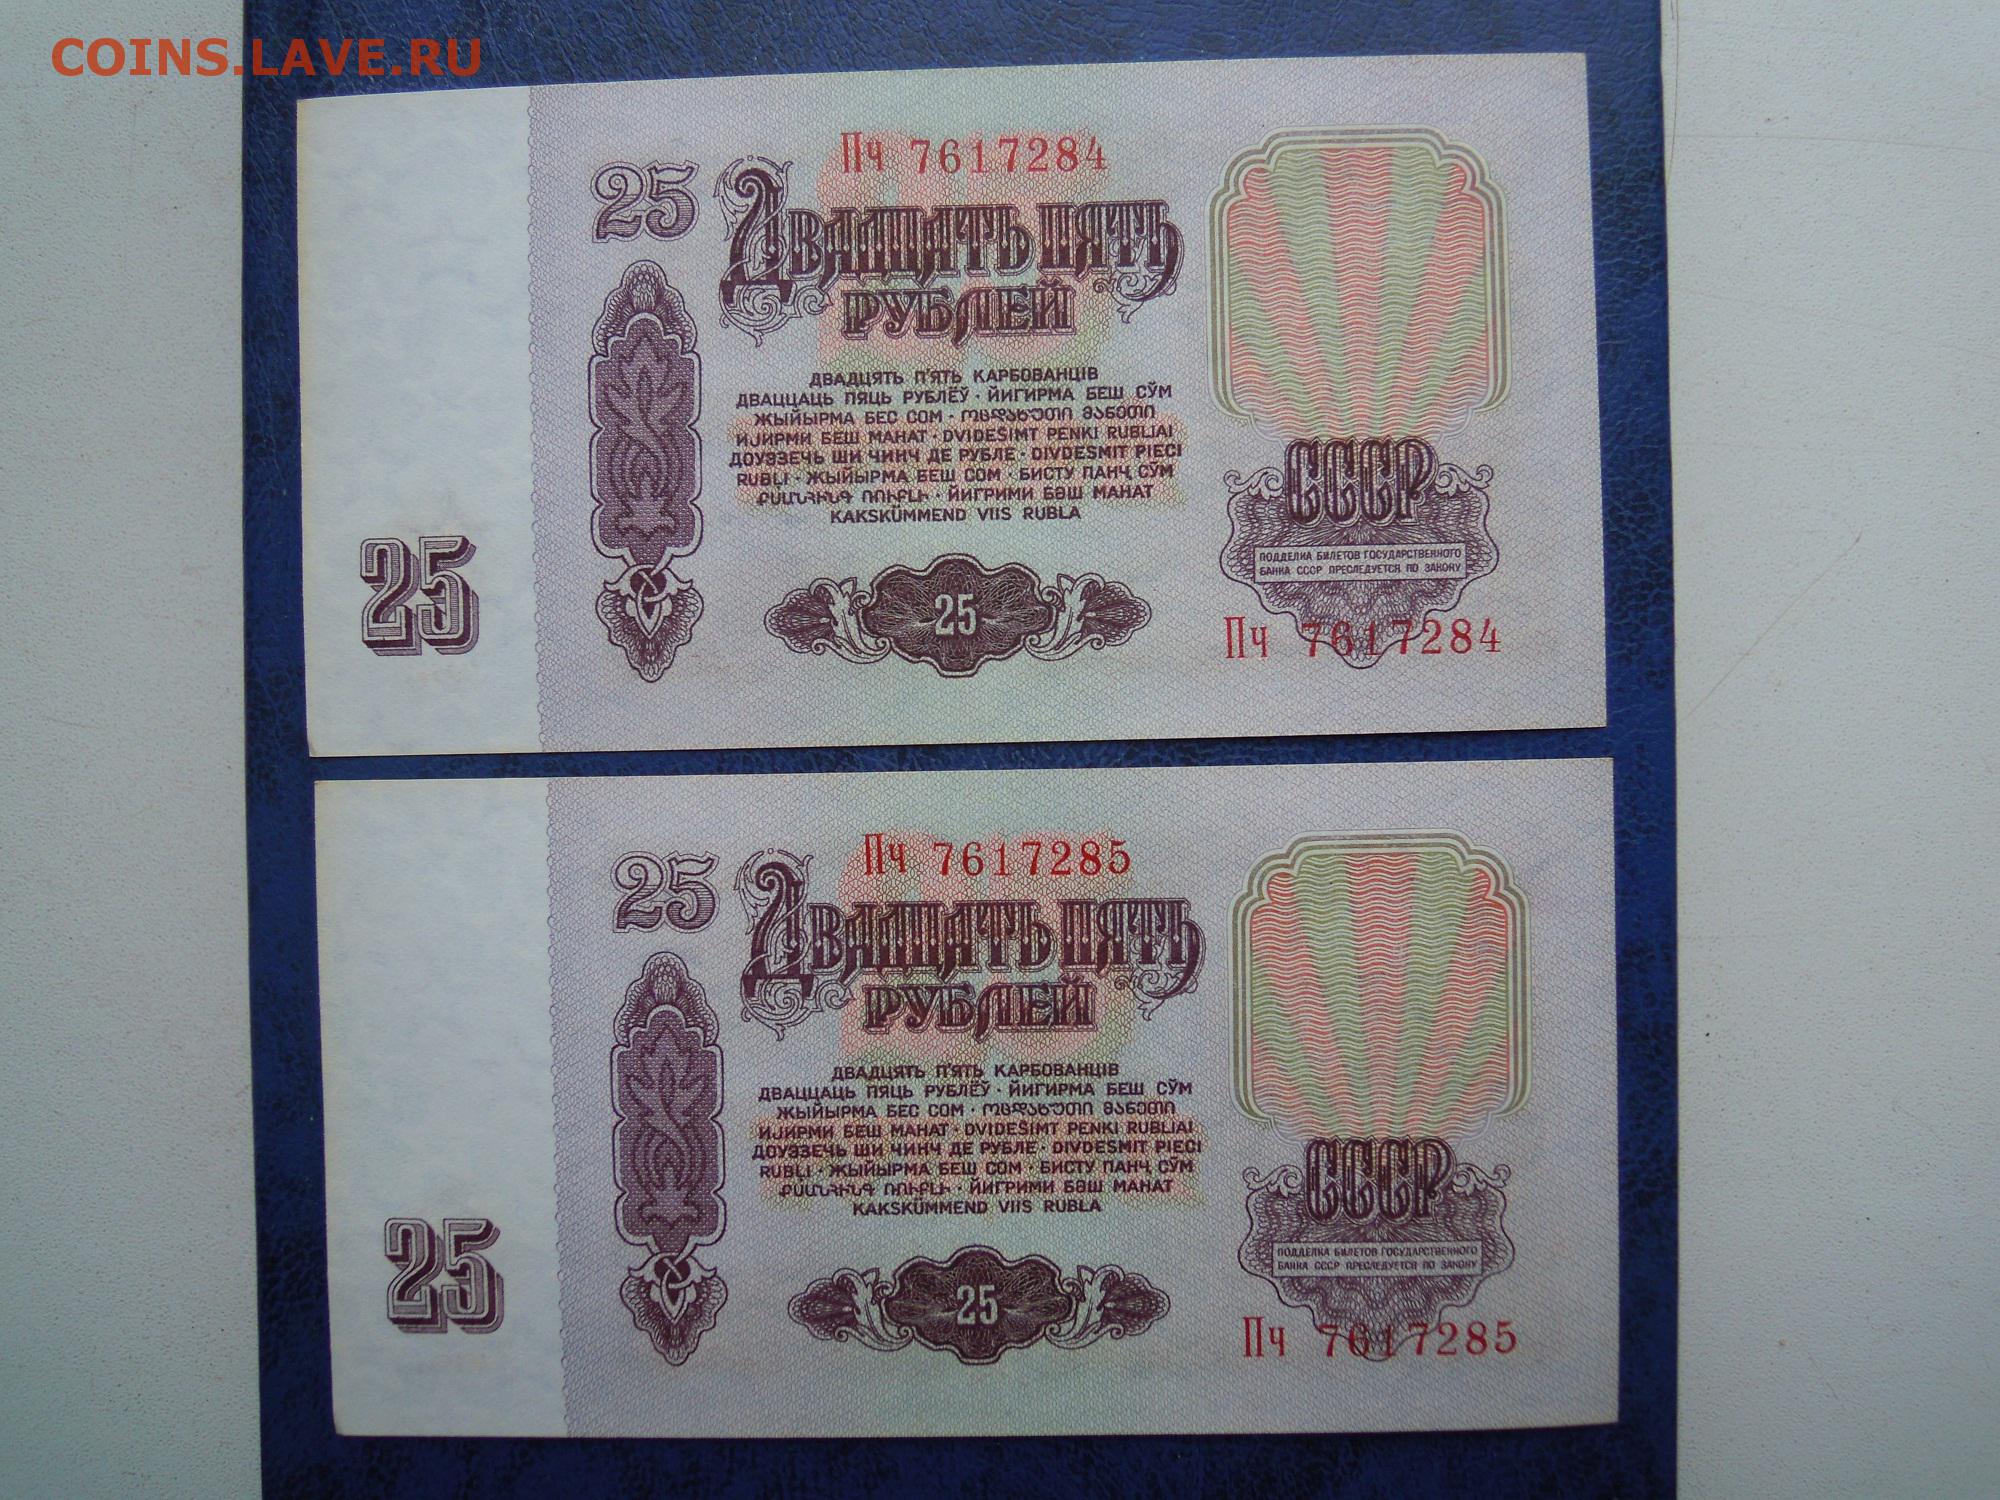 COINS.LAVE.RU
Пч 7617284
25
Двадцать пять
рублей
ДВАДЦЯТЬ П'ЯТЬ КАРБОВАНЦІВ
ДВАЦЦАЦЬ ПЯЦЬ РУБЛЁЎ · ЙИГИРМА БЕШ СЎМ
ЖЫЙЫРМА БЕС СОМ · ᲝᲪᲓᲐᲮᲣᲗᲘ ᲛᲐᲜᲔᲗᲘ
ИЈИРМИ БЕШ МАНАТ · DVIDEŠIMT PENKI RUBLIAI
ДОУЭЗЕЧЬ ШИ ЧИНЧ ДЕ РУБЛЕ · DIVDESMIT PIECI
RUBĻI · ЖЫЙЫРМА БЕШ СОМ · БИСТУ ПАНҶ СЎМ
ՔՍԱՆՀԻՆԳ ՌՈՒԲԼԻ · ЙИГРИМИ БӘШ МАНАТ
KAKSKÜMMEND VIIS RUBLA
СССР
ПОДДЕЛКА БИЛЕТОВ ГОСУДАРСТВЕННОГО
БАНКА СССР ПРЕСЛЕДУЕТСЯ ПО ЗАКОНУ
25
25
Пч 7617284
Пч 7617285
25
Двадцать пять
рублей
ДВАДЦЯТЬ П'ЯТЬ КАРБОВАНЦІВ
ДВАЦЦАЦЬ ПЯЦЬ РУБЛЁЎ · ЙИГИРМА БЕШ СЎМ
ЖЫЙЫРМА БЕС СОМ · ᲝᲪᲓᲐᲮᲣᲗᲘ ᲛᲐᲜᲔᲗᲘ
ИЈИРМИ БЕШ МАНАТ · DVIDEŠIMT PENKI RUBLIAI
ДОУЭЗЕЧЬ ШИ ЧИНЧ ДЕ РУБЛЕ · DIVDESMIT PIECI
RUBĻI · ЖЫЙЫРМА БЕШ СОМ · БИСТУ ПАНҶ СЎМ
ՔՍԱՆՀԻՆԳ ՌՈՒԲԼԻ · ЙИГРИМИ БӘШ МАНАТ
KAKSKÜMMEND VIIS RUBLA
СССР
ПОДДЕЛКА БИЛЕТОВ ГОСУДАРСТВЕННОГО
БАНКА СССР ПРЕСЛЕДУЕТСЯ ПО ЗАКОНУ
25
25
Пч 7617285